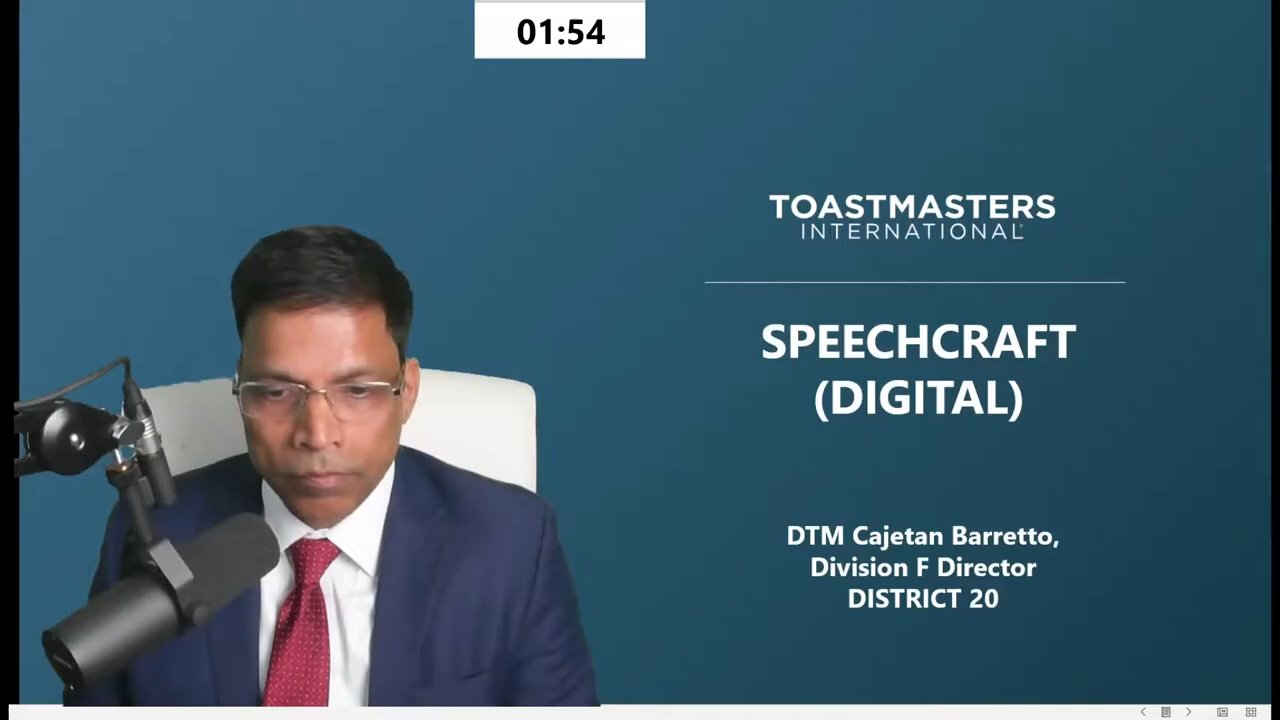 01:54
TOASTMASTERS
INTERNATIONAL
SPEECHCRAFT
(DIGITAL)
DTM Cajetan Barretto,
Division F Director
DISTRICT 20